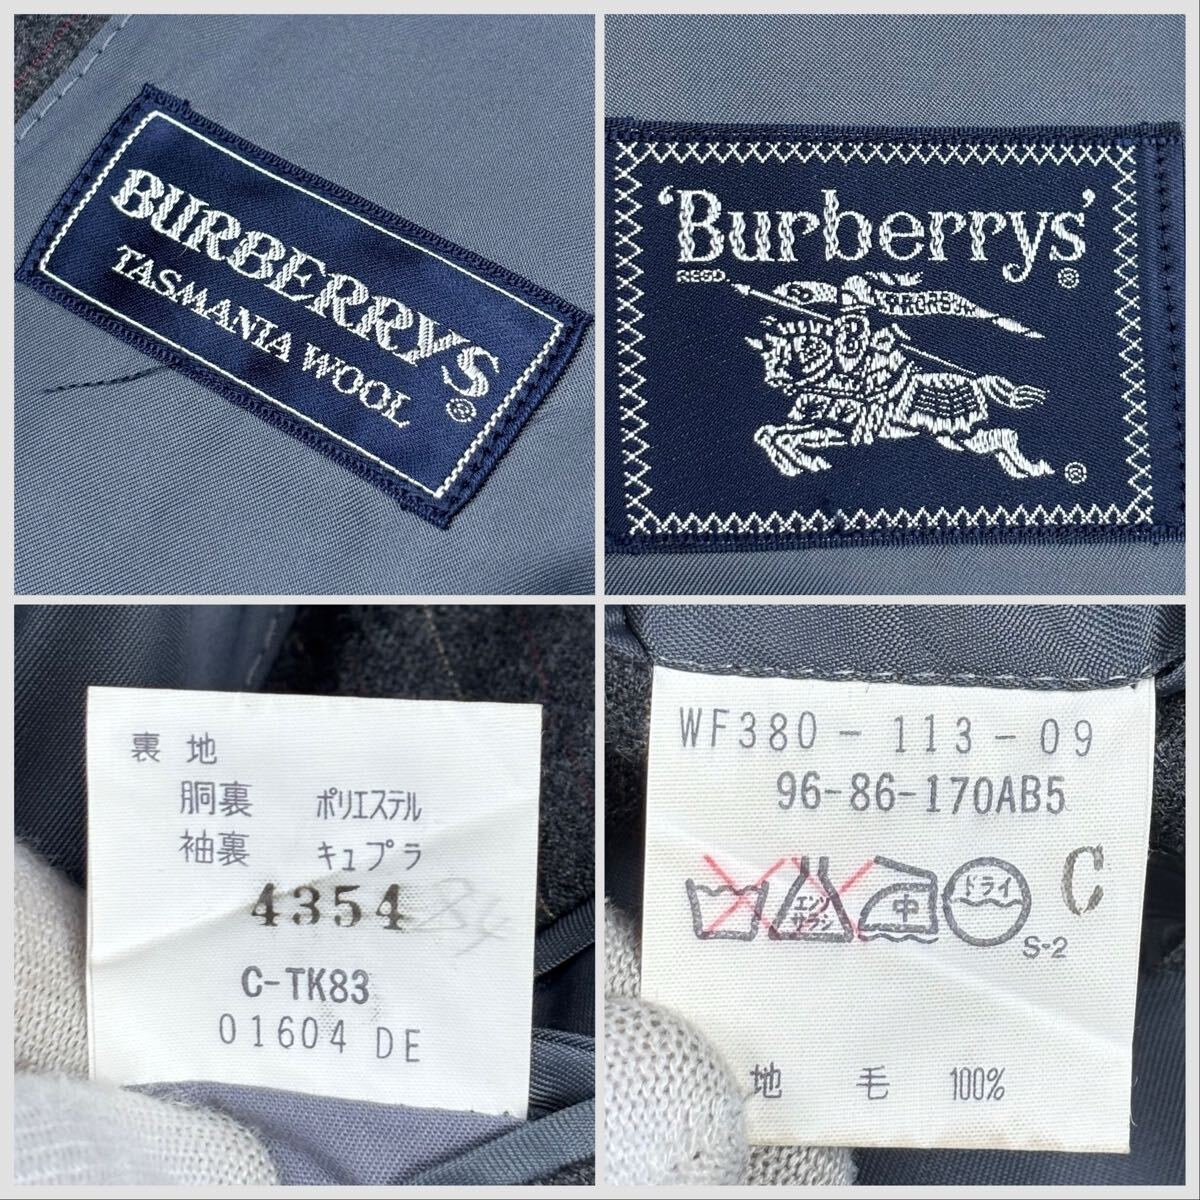 BURBERRYS®
TASMANIA WOOL
'Burberrys'®
REGD.
PRORSUM
®
裏地
胴裏 ポリエステル
袖裏 キュプラ
4354
C-TK83
01604 DE
WF380-113-09
96-86-170AB5
エンソ
サラシ
中
ドライ
S-2
C
地 毛 100%